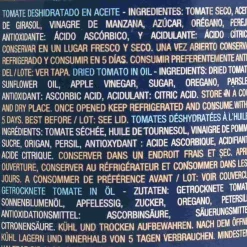 TOMATE DESHIDRATADO EN ACEITE - INGREDIENTES: TOMATE SECO, ACEITE
DE GIRASOL, VINAGRE DE MANZANA, AZÚCAR, ORÉGANO, PEREJIL,
ANTIOXIDANTE: ÁCIDO ASCÓRBICO, Y ACIDULANTE: ÁCIDO CÍTRICO.
CONSERVAR EN UN LUGAR FRESCO Y SECO. UNA VEZ ABIERTO CONSERVAR
REFRIGERADO Y CONSUMIR EN 5 DÍAS. CONSUMIR PREFERENTEMENTE ANTES
DEL / LOTE: VER TAPA. DRIED TOMATO IN OIL - INGREDIENTS: DRIED TOMATO,
SUNFLOWER OIL, APPLE VINEGAR, SUGAR, OREGANO, PARSLEY,
ANTIOXIDANT: ASCORBIC ACID, ACIDULANT: CITRIC ACID. STORE IN A COOL
AND DRY PLACE. ONCE OPENED KEEP REFRIGERATED AND CONSUME WITHIN
5 DAYS. BEST BEFORE / LOT: SEE LID. TOMATES DÉSHYDRATÉES À L'HUILE
INGRÉDIENTS: TOMATE SÉCHÉE, HUILE DE TOURNESOL, VINAIGRE DE POMME,
SUCRE, ORIGAN, PERSIL, ANTIOXYDANT : ACIDE ASCORBIQUE, ACIDIFIANT:
ACIDE CITRIQUE. CONSERVER DANS UN ENDROIT FRAIS ET SEC. APRÈS
OUVERTURE, CONSERVER AU RÉFRIGÉRATEUR ET CONSOMMER DANS LES 5
JOURS. À CONSOMMER DE PRÉFÉRENCE AVANT / LOT: VOIR COUVERCLE
GETROCKNETE TOMATE IN ÖL - ZUTATEN: GETROCKNETE TOMATE,
SONNENBLUMENÖL, APFELESSIG, ZUCKER, OREGANO, PETERSILIE,
ANTIOXIDATIONSMITTEL: ASCORBINSÄURE, SÄUERUNGSMITTEL:
CITRONENSÄURE. KÜHL UND TROCKEN AUFBEWAHREN. NACH DEM ÖFFNEN
KÜHL LAGERN UND INNERHALB VON 5 TAGEN VERBRAUCHEN. MINDESTENS